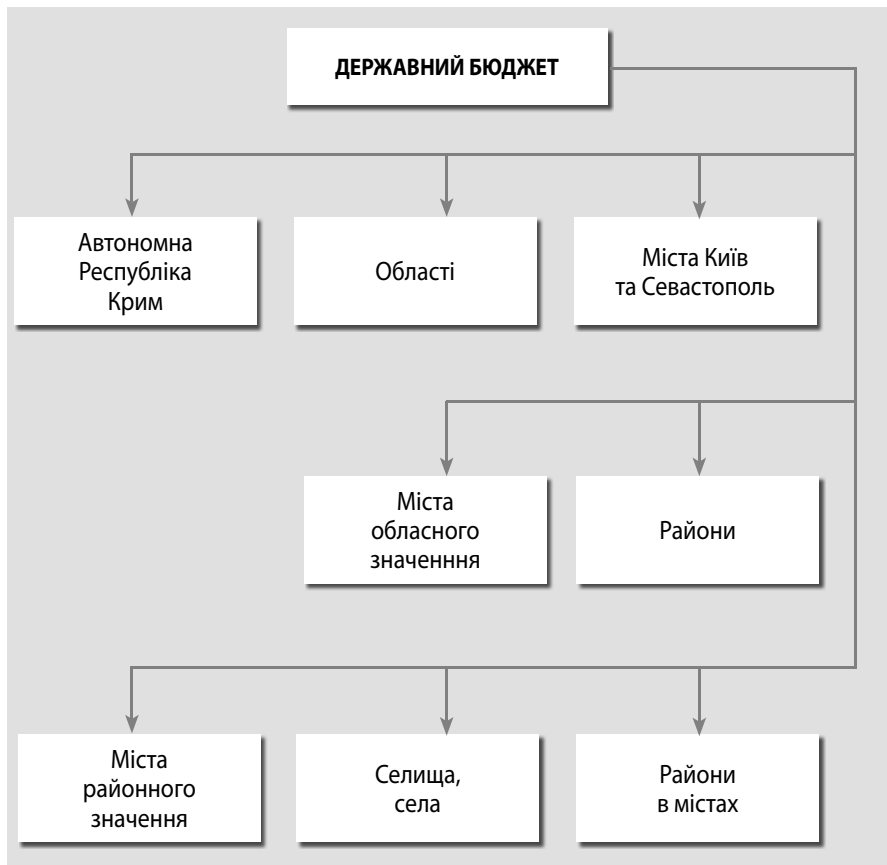 ДЕРЖАВНИЙ БЮДЖЕТ
Автономна
Республіка
Крим
Області
Міста Київ
та Севастополь
Міста
обласного
значенння
Райони
Міста
районного
значення
Селища,
села
Райони
в містах